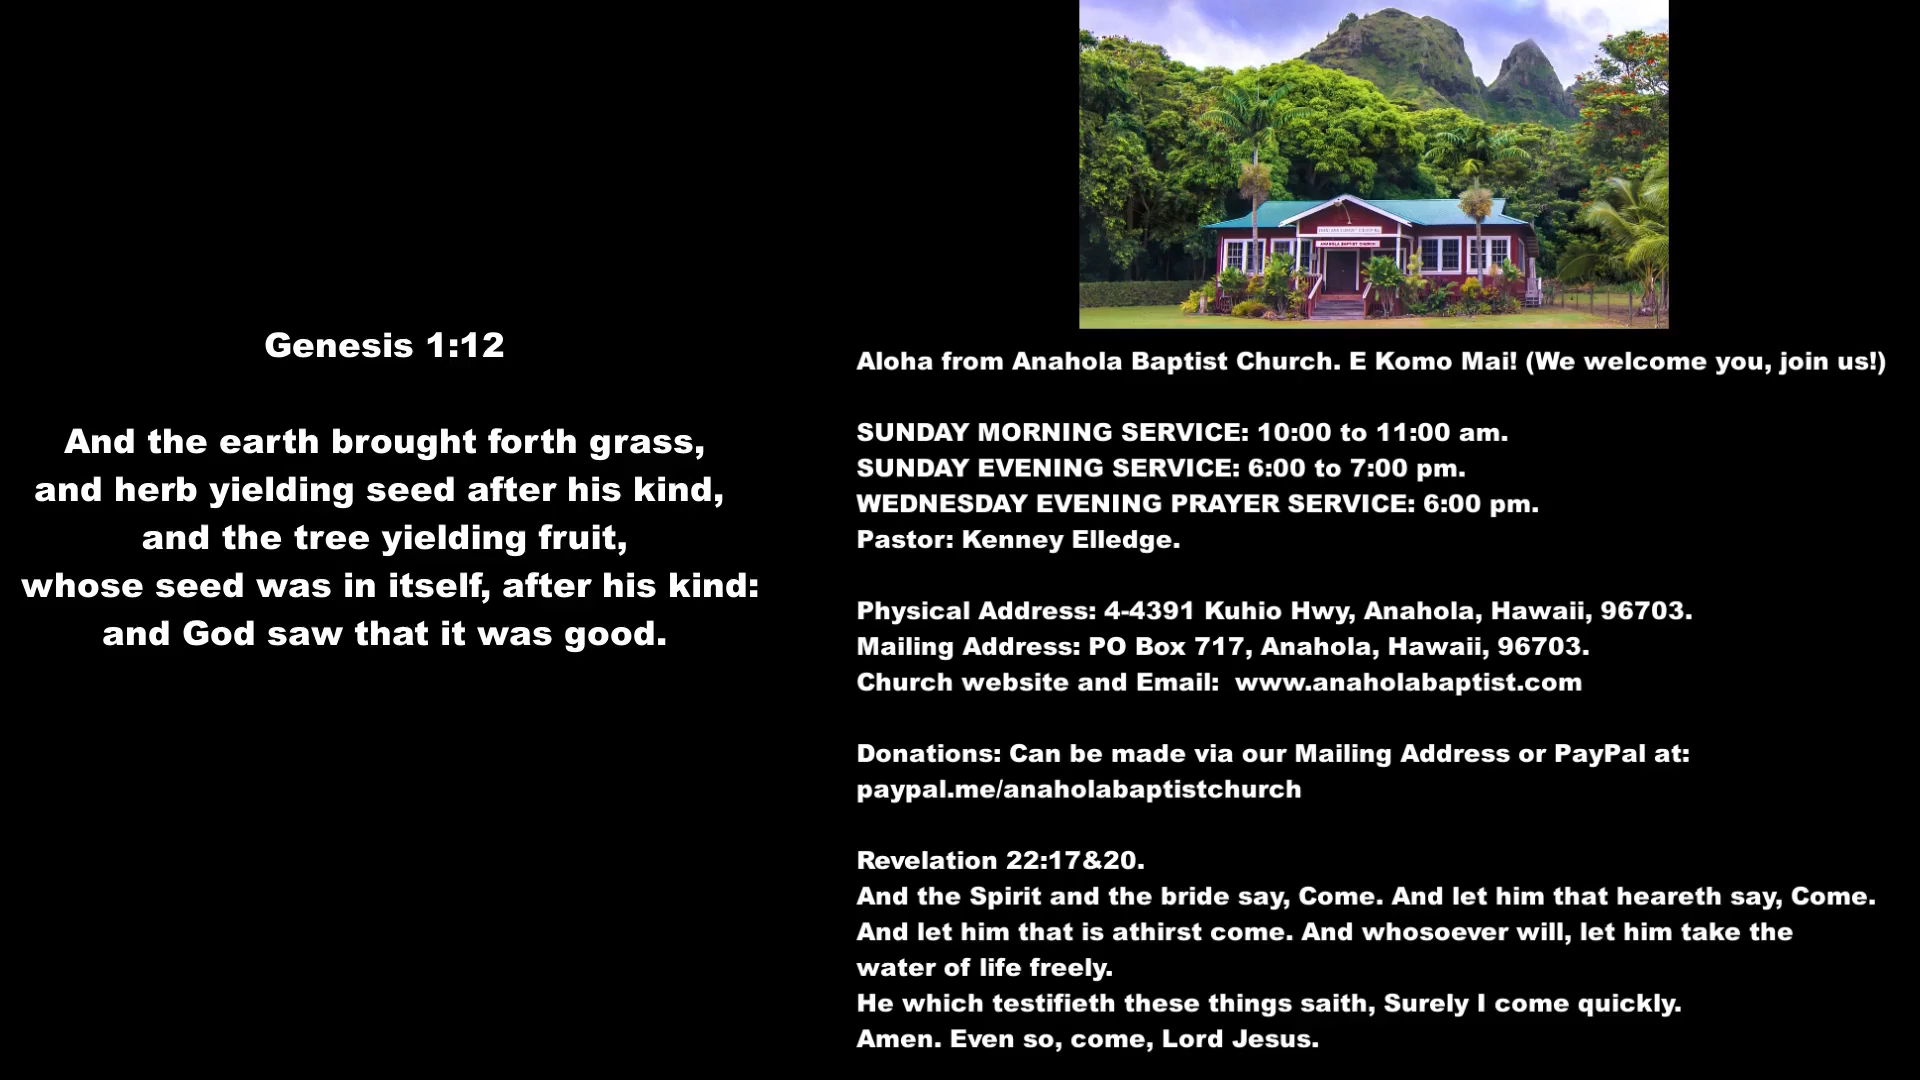 Genesis 1:12
And the earth brought forth grass,
and herb yielding seed after his kind,
and the tree yielding fruit,
whose seed was in itself, after his kind:
and God saw that it was good.
ANAHOLA BAPTIST CHURCH
Aloha from Anahola Baptist Church. E Komo Mai! (We welcome you, join us!)
SUNDAY MORNING SERVICE: 10:00 to 11:00 am.
SUNDAY EVENING SERVICE: 6:00 to 7:00 pm.
WEDNESDAY EVENING PRAYER SERVICE: 6:00 pm.
Pastor: Kenney Elledge.
Physical Address: 4-4391 Kuhio Hwy, Anahola, Hawaii, 96703.
Mailing Address: PO Box 717, Anahola, Hawaii, 96703.
Church website and Email:  www.anaholabaptist.com
Donations: Can be made via our Mailing Address or PayPal at:
paypal.me/anaholabaptistchurch
Revelation 22:17&20.
And the Spirit and the bride say, Come. And let him that heareth say, Come.
And let him that is athirst come. And whosoever will, let him take the
water of life freely.
He which testifieth these things saith, Surely I come quickly.
Amen. Even so, come, Lord Jesus.